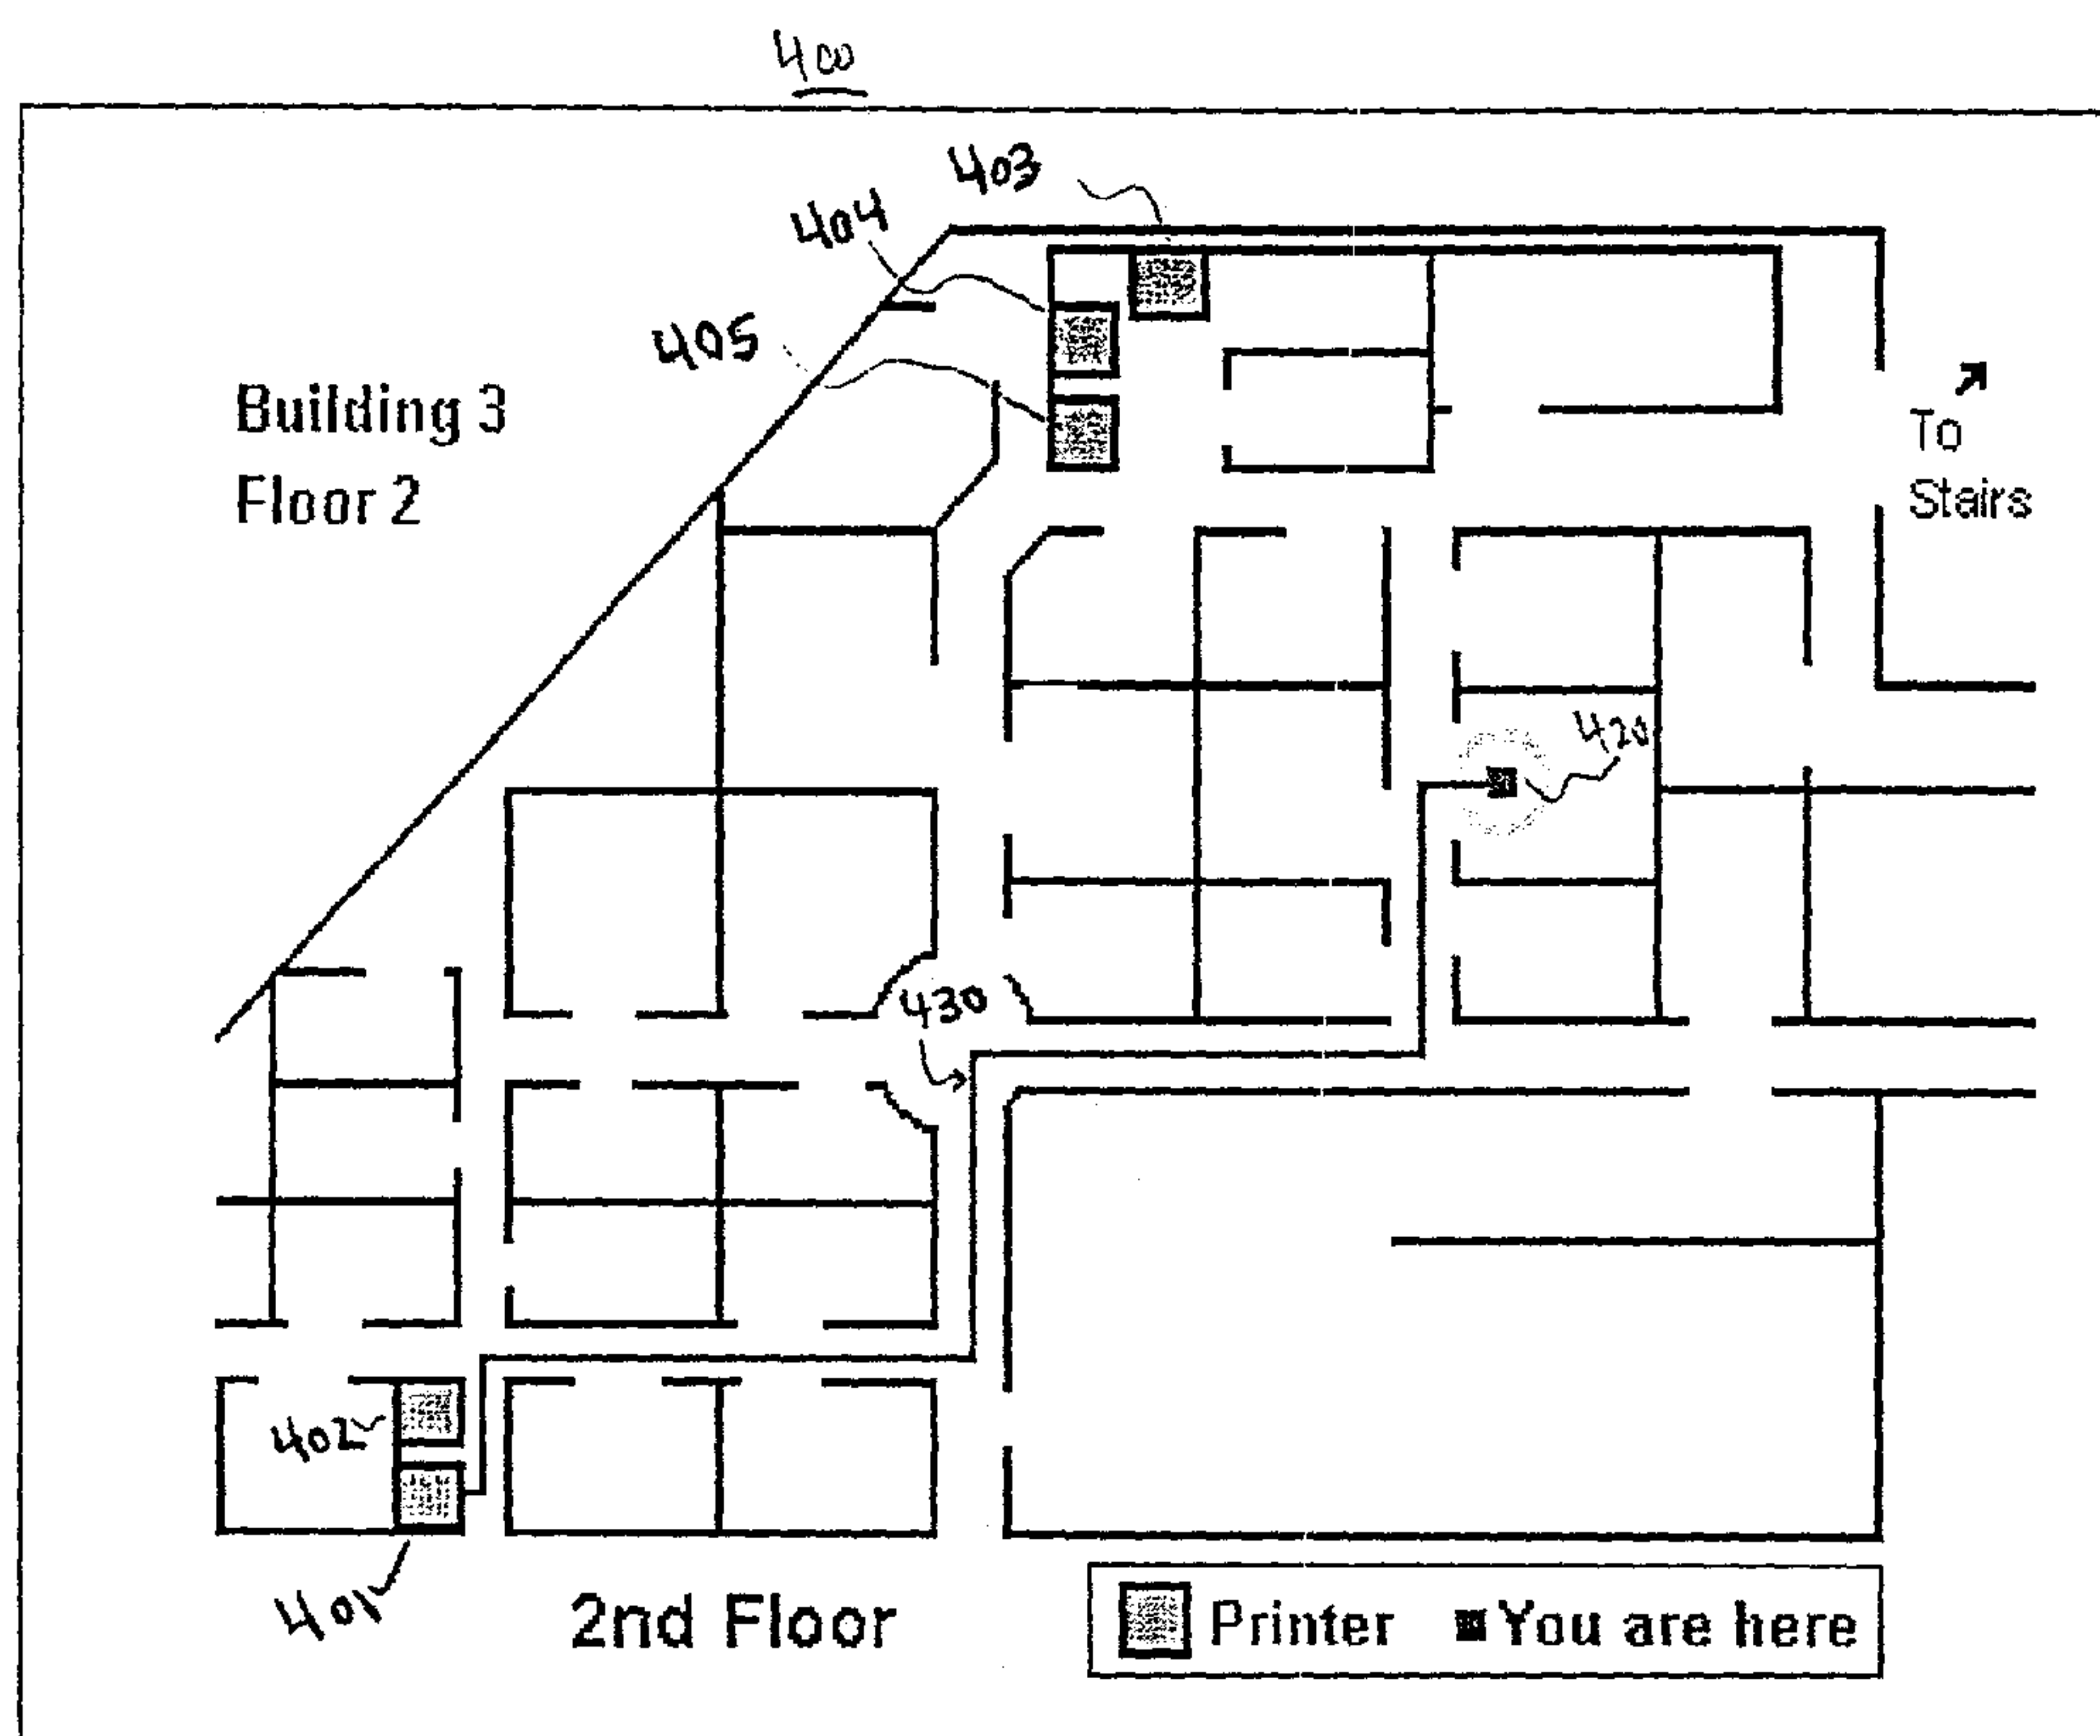 400
403
404
405
Building 3
Floor 2
To
Stairs
420
430
402
401
2nd Floor
Printer
You are here